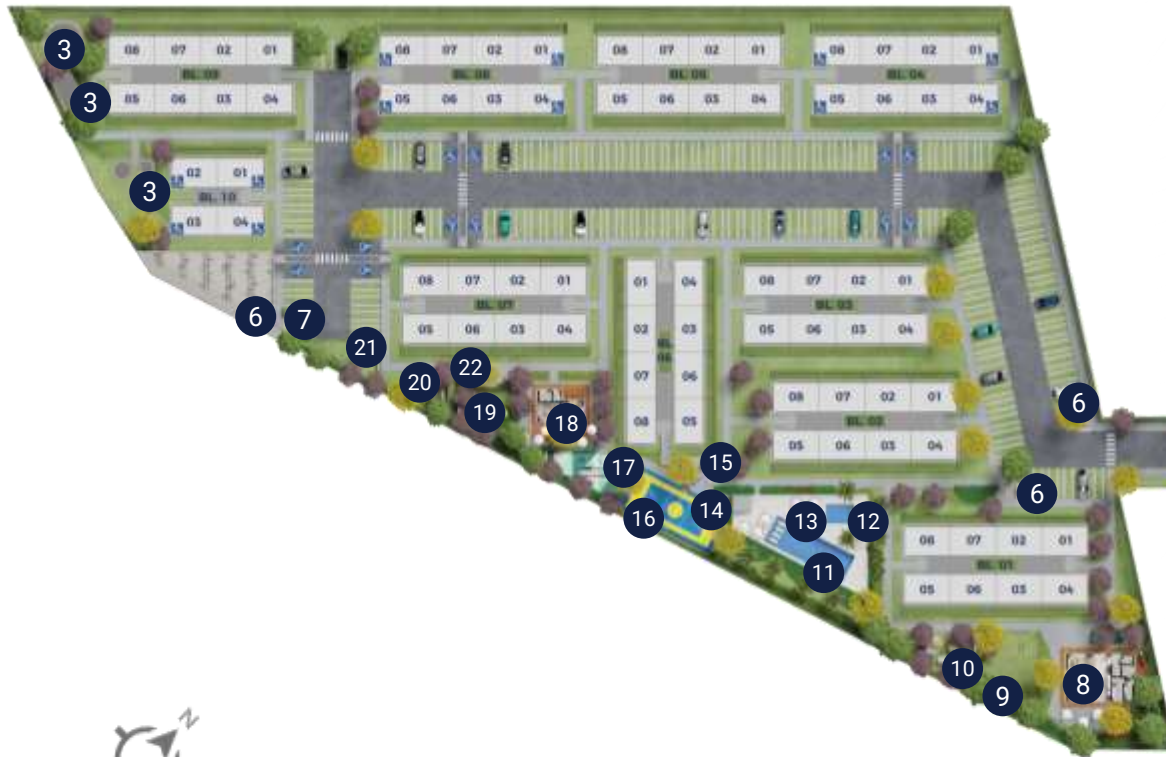 3
08 07 02 01
BL 09
05 06 03 04
08 07 02 01
BL 08
05 06 03 04
08 07 02 01
BL 05
05 06 03 04
08 07 02 01
BL 04
05 06 03 04
3
3
02 01
BL 10
03 04
6
7
21
08 07 02 01
BL 07
05 06 03 04
01 04
02 03
BL
06
07 06
08 05
08 07 02 01
BL 03
05 06 03 04
08 07 02 01
BL 02
05 06 03 04
6
6
20
22
19
18
17
15
16
14
13
12
11
08 07 02 01
BL 01
05 06 03 04
10
9
8
N